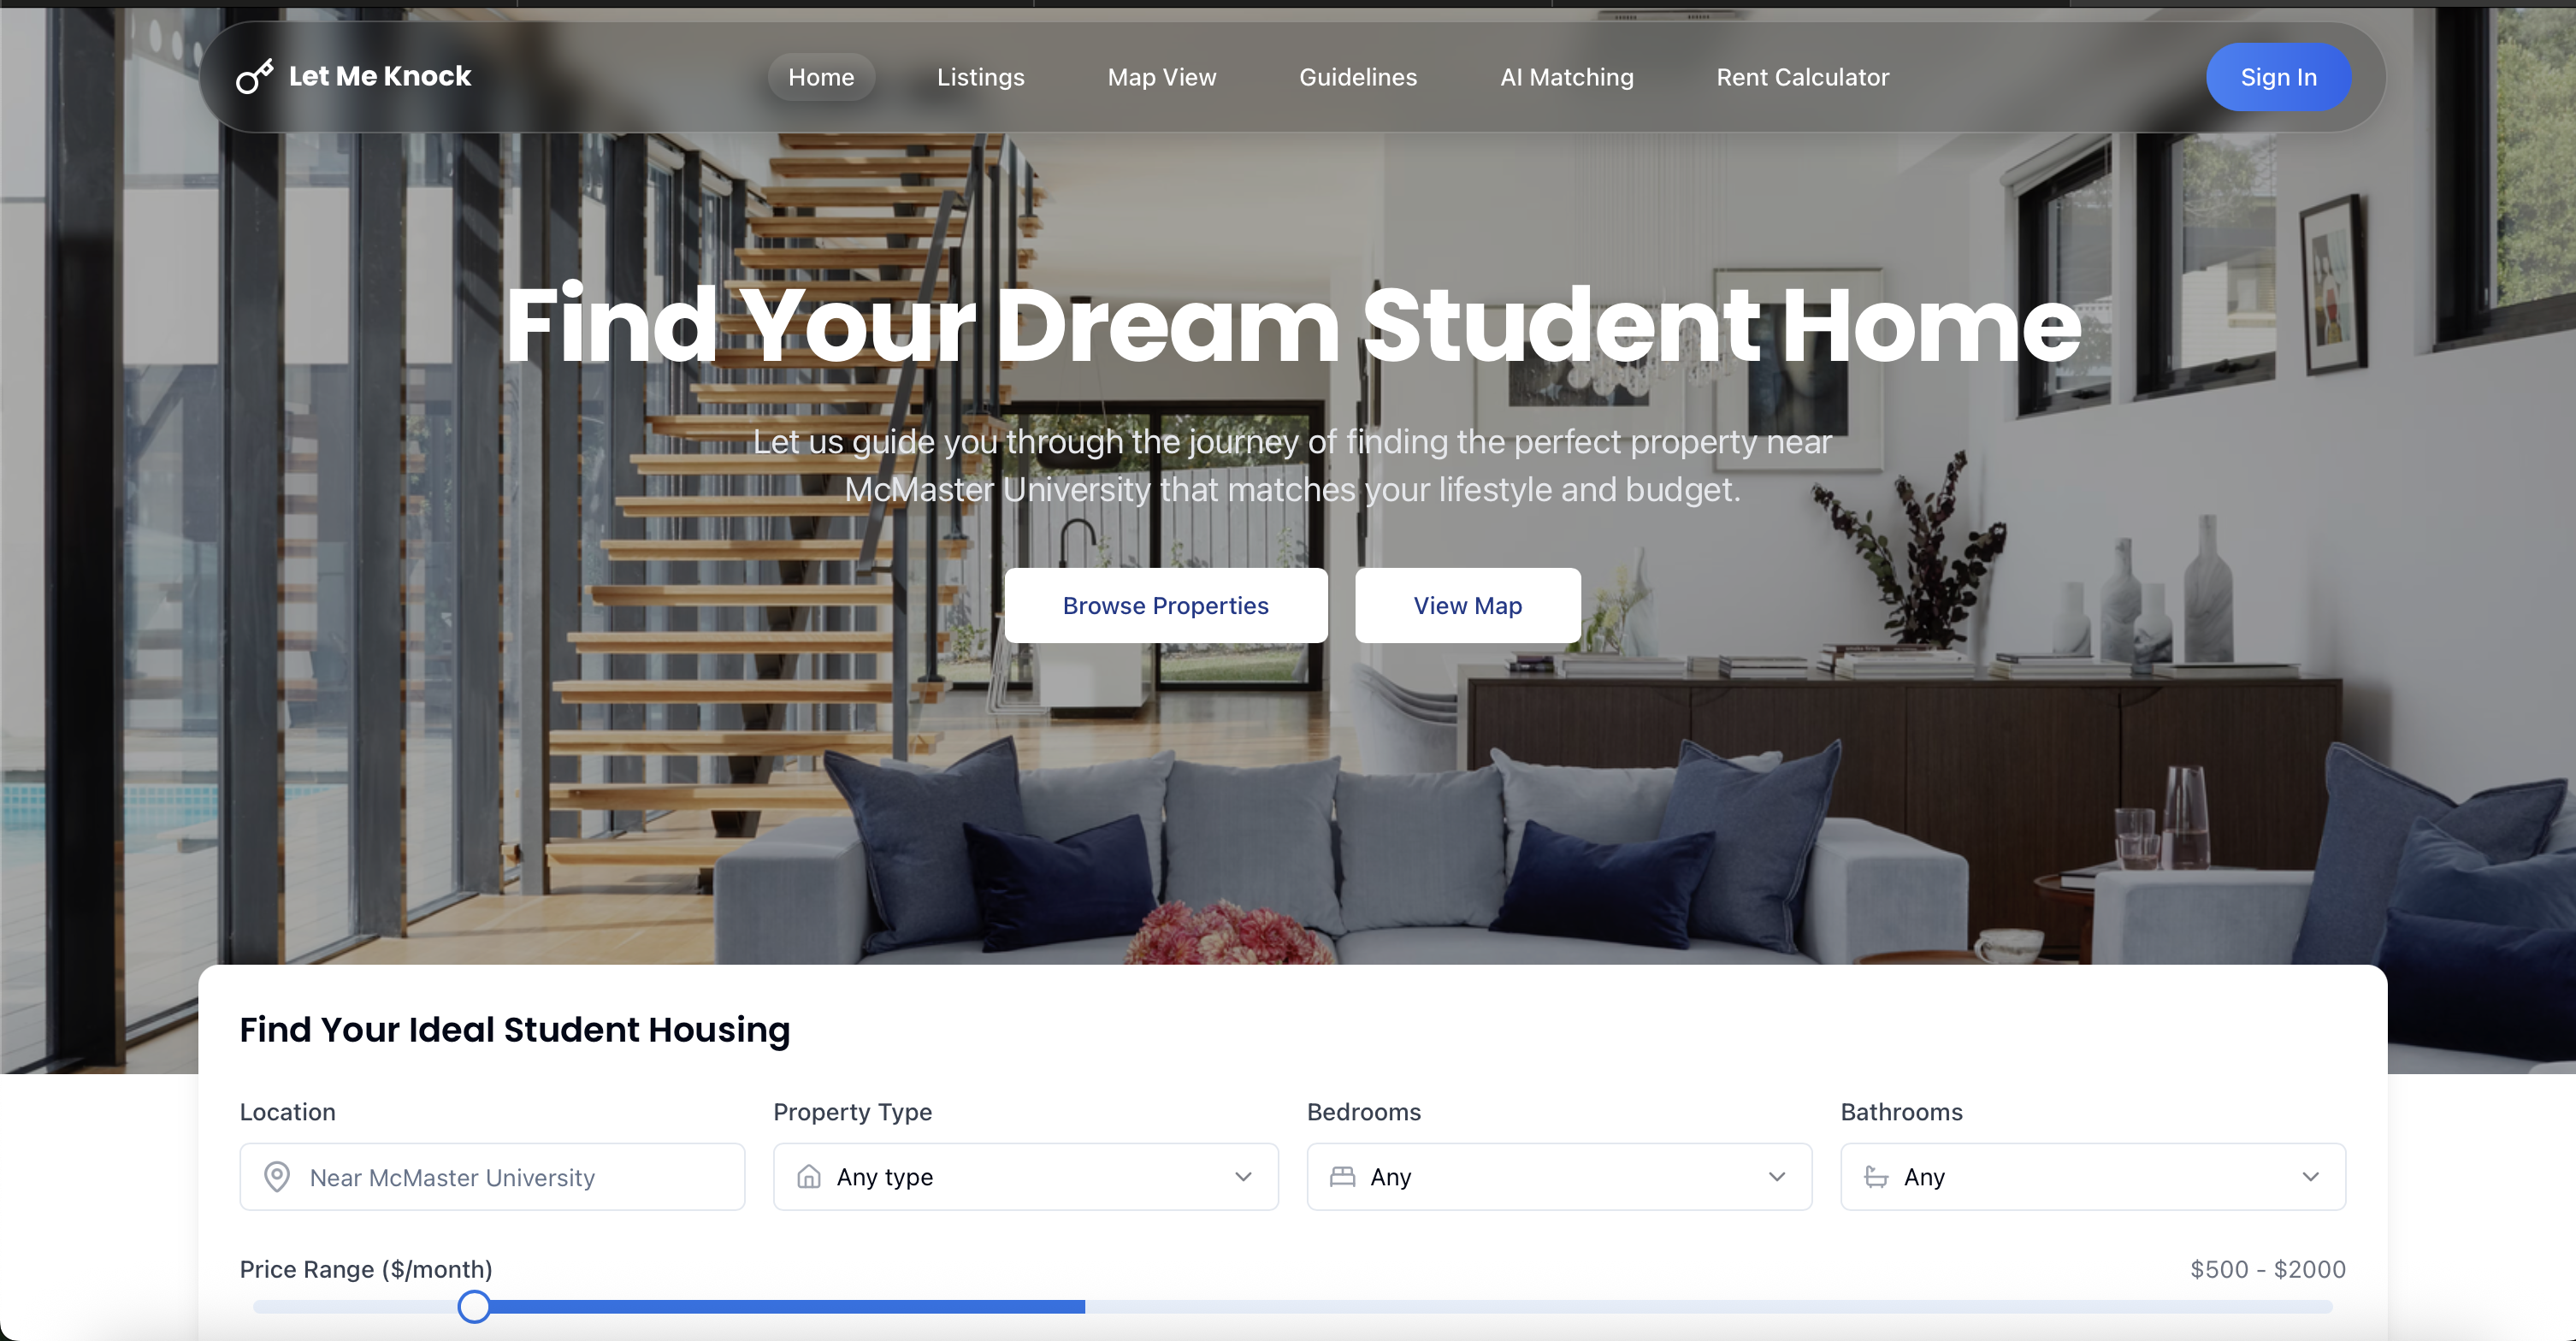 Let Me Knock
Home
Listings
Map View
Guidelines
AI Matching
Rent Calculator
Sign In
Find Your Dream Student Home
Let us guide you through the journey of finding the perfect property near
McMaster University that matches your lifestyle and budget.
Browse Properties
View Map
Find Your Ideal Student Housing
Location
Near McMaster University
Property Type
Any type
Bedrooms
Any
Bathrooms
Any
Price Range ($/month)
$500 - $2000